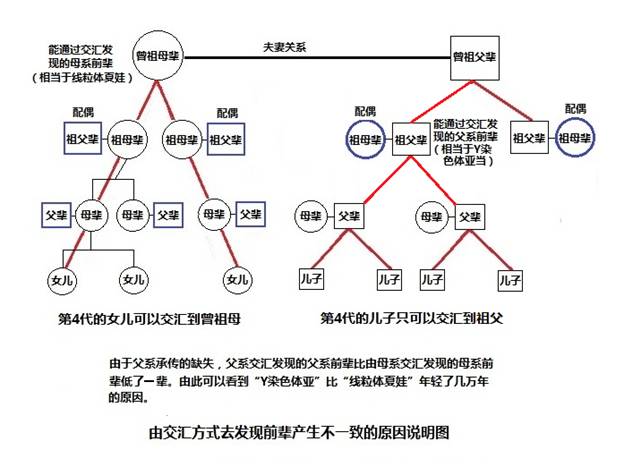 能通过交汇发
现的母系前辈
（相当于线粒体夏娃）
曾祖母辈
夫妻关系
曾祖父辈
配偶
配偶
祖父辈
祖母辈
祖母辈
祖父辈
配偶
祖母辈
祖父辈
能通过交汇发
现的父系前辈
（相当于Y染
色体亚当）
配偶
祖父辈
祖母辈
父辈
母辈
母辈
父辈
母辈
父辈
母辈
父辈
母辈
父辈
女儿
女儿
女儿
儿子
儿子
儿子
儿子
第4代的女儿可以交汇到曾祖母
第4代的儿子只可以交汇到祖父
由于父系承传的缺失，父系交汇发现的父系前辈比由母系交汇发现的母系前
辈低了一辈。由此可以看到“Y染色体亚”比“线粒体夏娃”年轻了几万年
的原因。
由交汇方式去发现前辈产生不一致的原因说明图